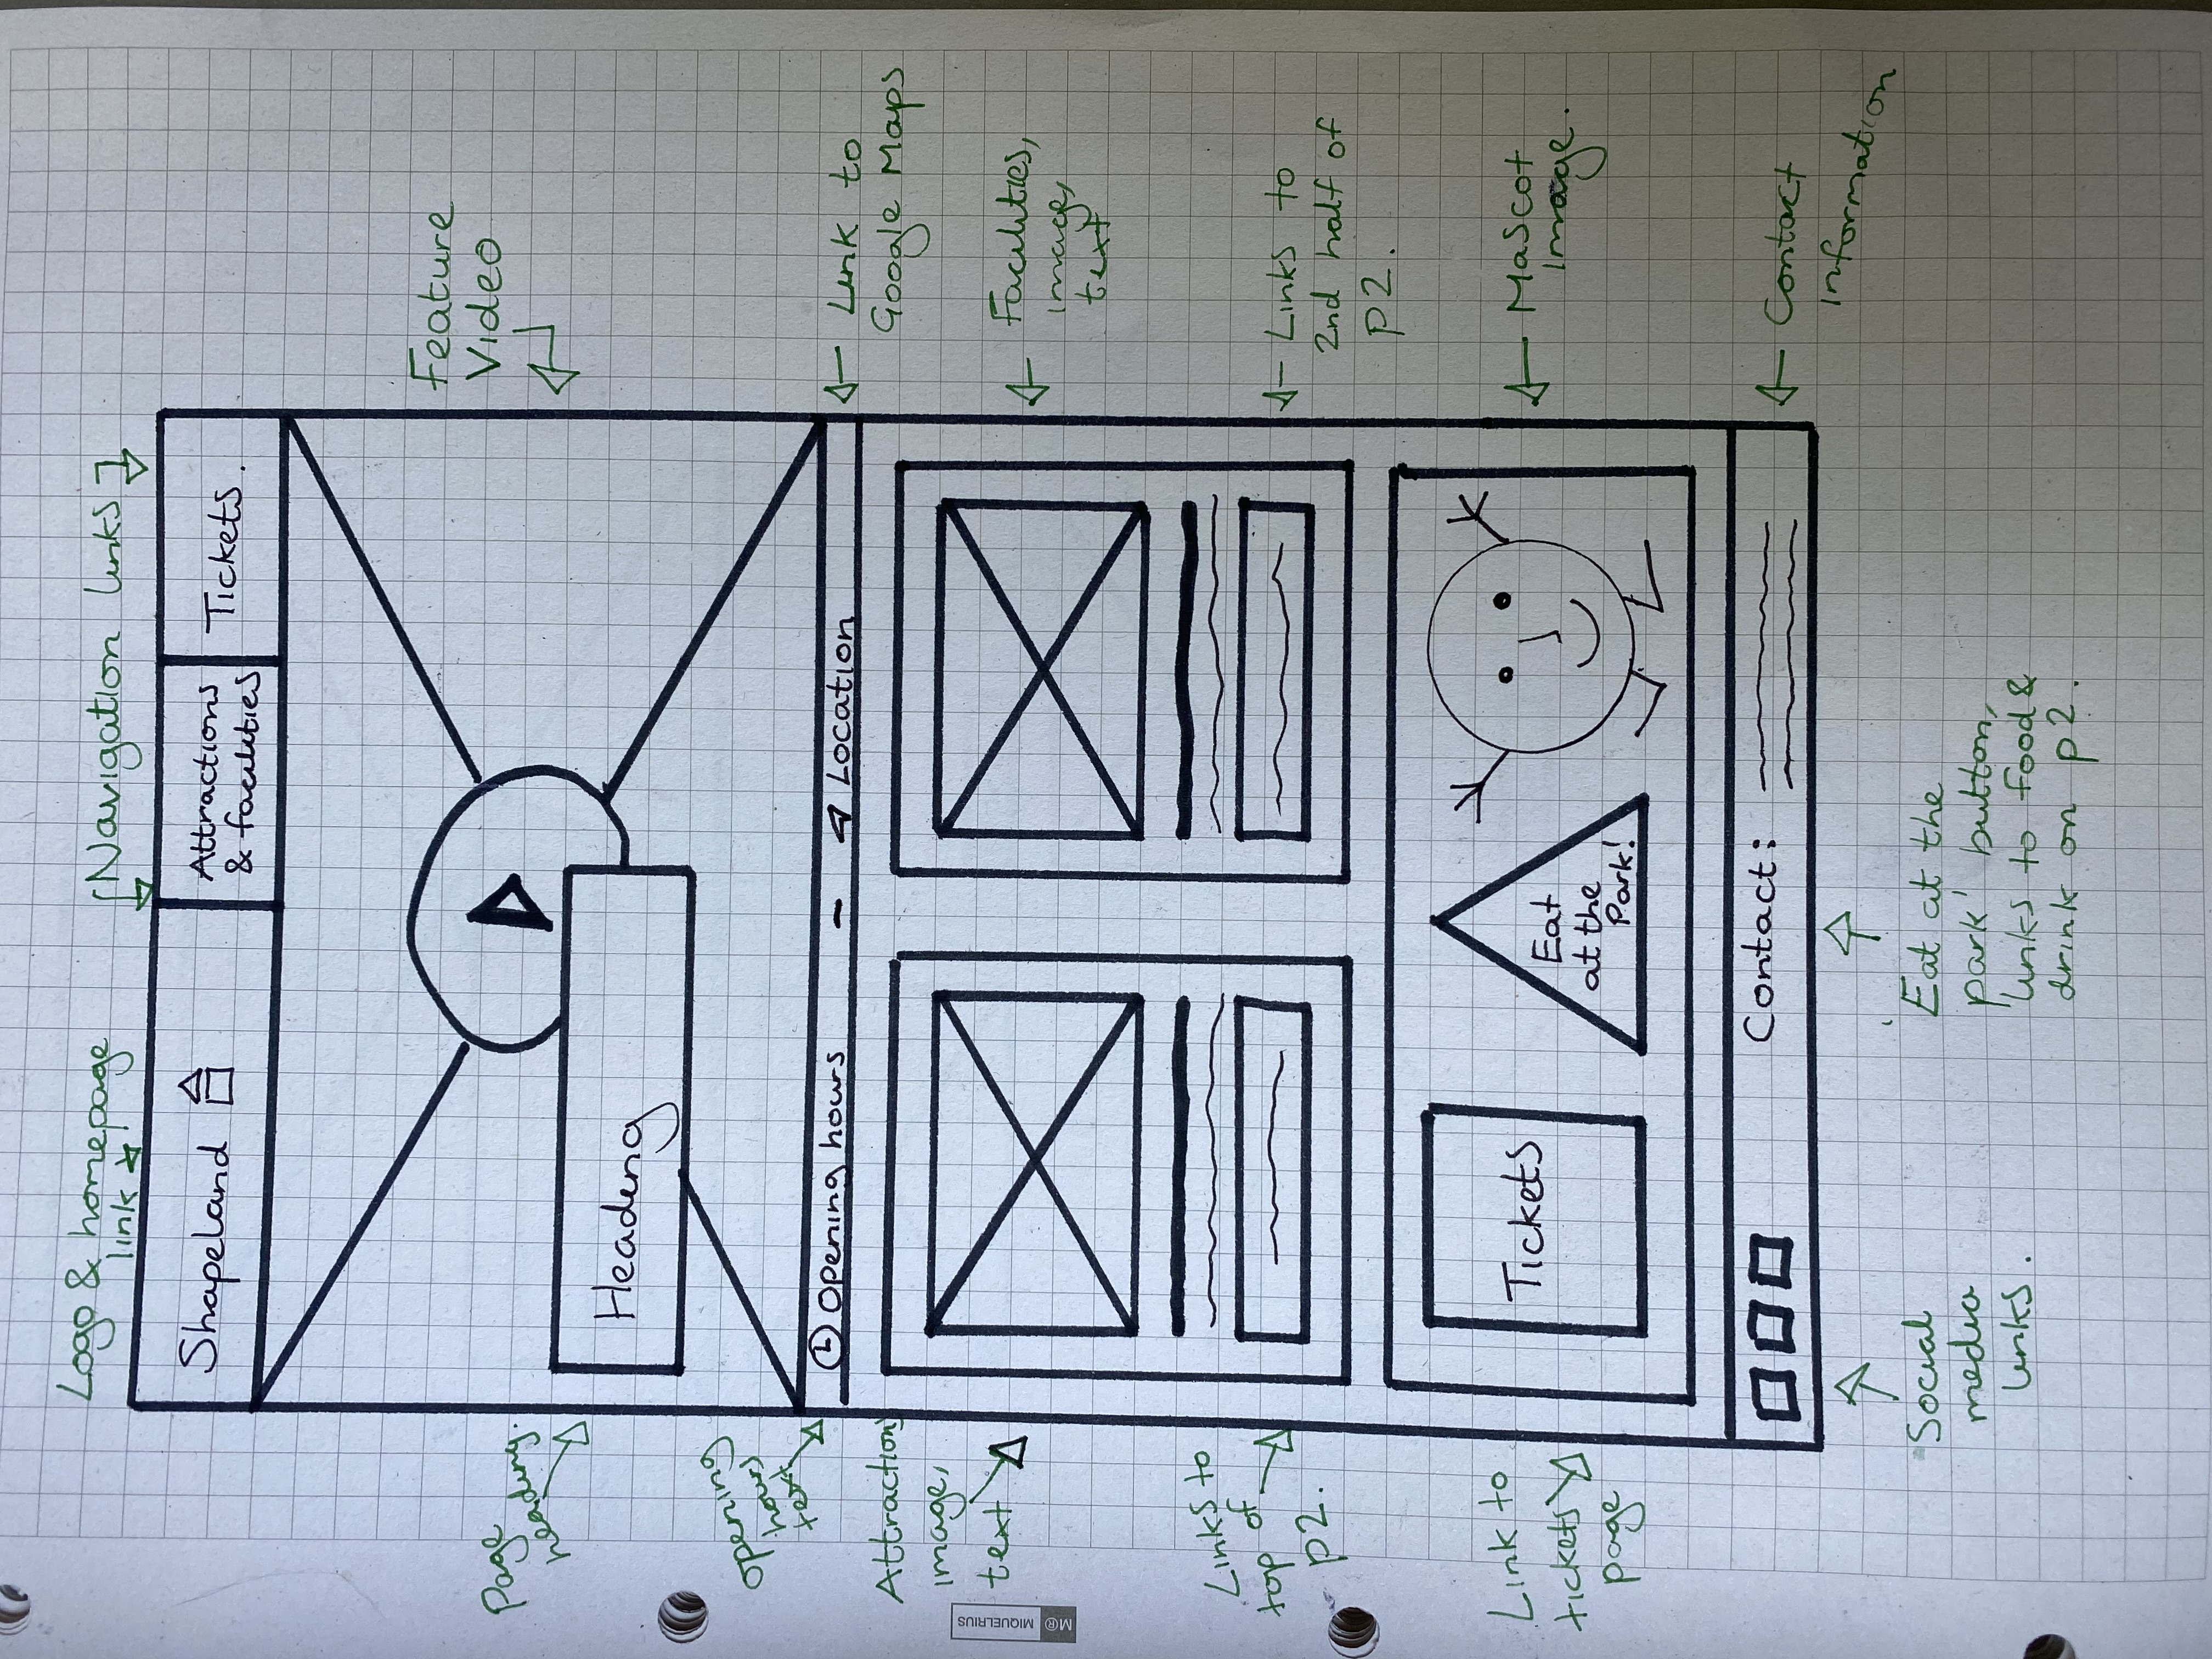 Logo & homepage
link
Navigation links
Shapeland
Attractions
& facilities
Tickets.
Feature
Video
Page
heading.
Heading
Opening
hours
text
Opening hours - Location
Link to
Google Maps
Attractions
image,
text
Facilities,
image,
text
M® MIQUELRIUS
Links to
top of
p2.
Links to
2nd half of
p2.
Link to
tickets
page
Tickets
Eat
at the
Park!
Mascot
image.
Contact:
Contact
information
Social
media
links.
'Eat at the
park' button,
links to food &
drink on p2.